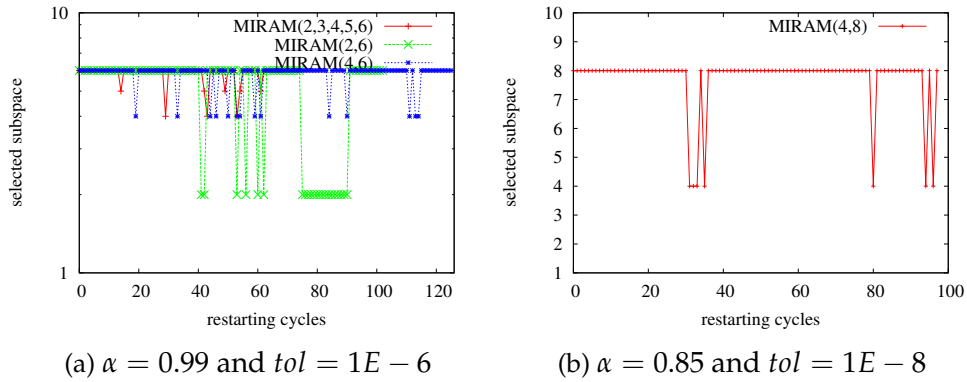 10
MIRAM(2,3,4,5,6)
MIRAM(2,6)
MIRAM(4,6)
selected subspace
1
0 20 40 60 80 100 120
restarting cycles
(a) α = 0.99 and tol = 1E − 6
10
9
8
7
6
5
4
3
2
1
MIRAM(4,8)
selected subspace
0 20 40 60 80 100
restarting cycles
(b) α = 0.85 and tol = 1E − 8